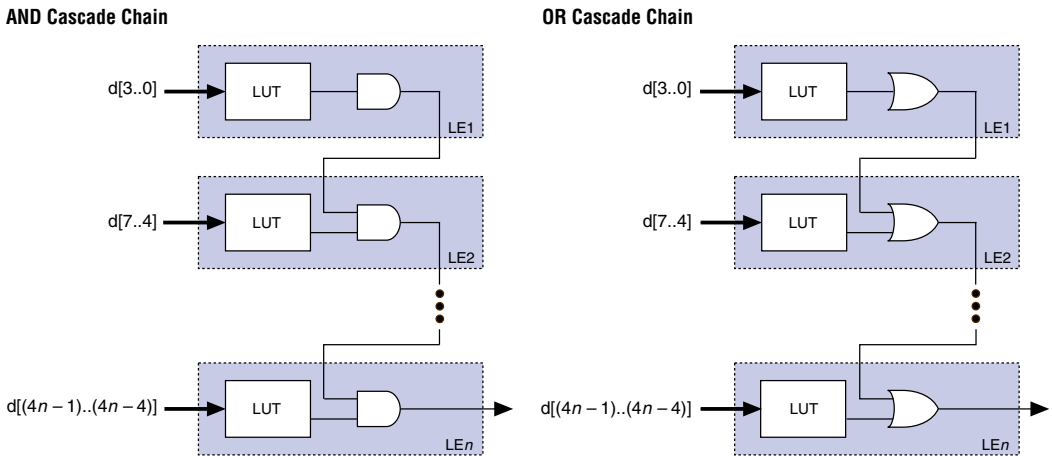 AND Cascade Chain
d[3..0]
LUT
LE1
d[7..4]
LUT
LE2
d[(4n – 1)..(4n – 4)]
LUT
LEn
OR Cascade Chain
d[3..0]
LUT
LE1
d[7..4]
LUT
LE2
d[(4n – 1)..(4n – 4)]
LUT
LEn